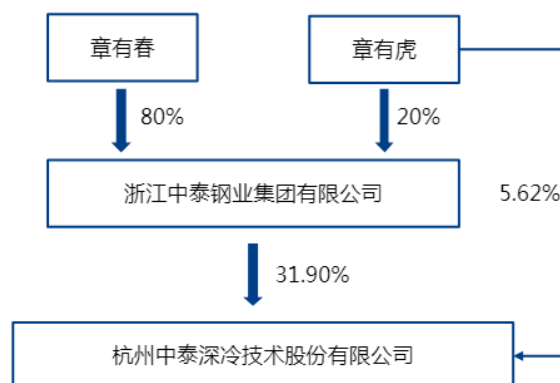 章有春
章有虎
80%
20%
浙江中泰钢业集团有限公司
5.62%
31.90%
杭州中泰深冷技术股份有限公司